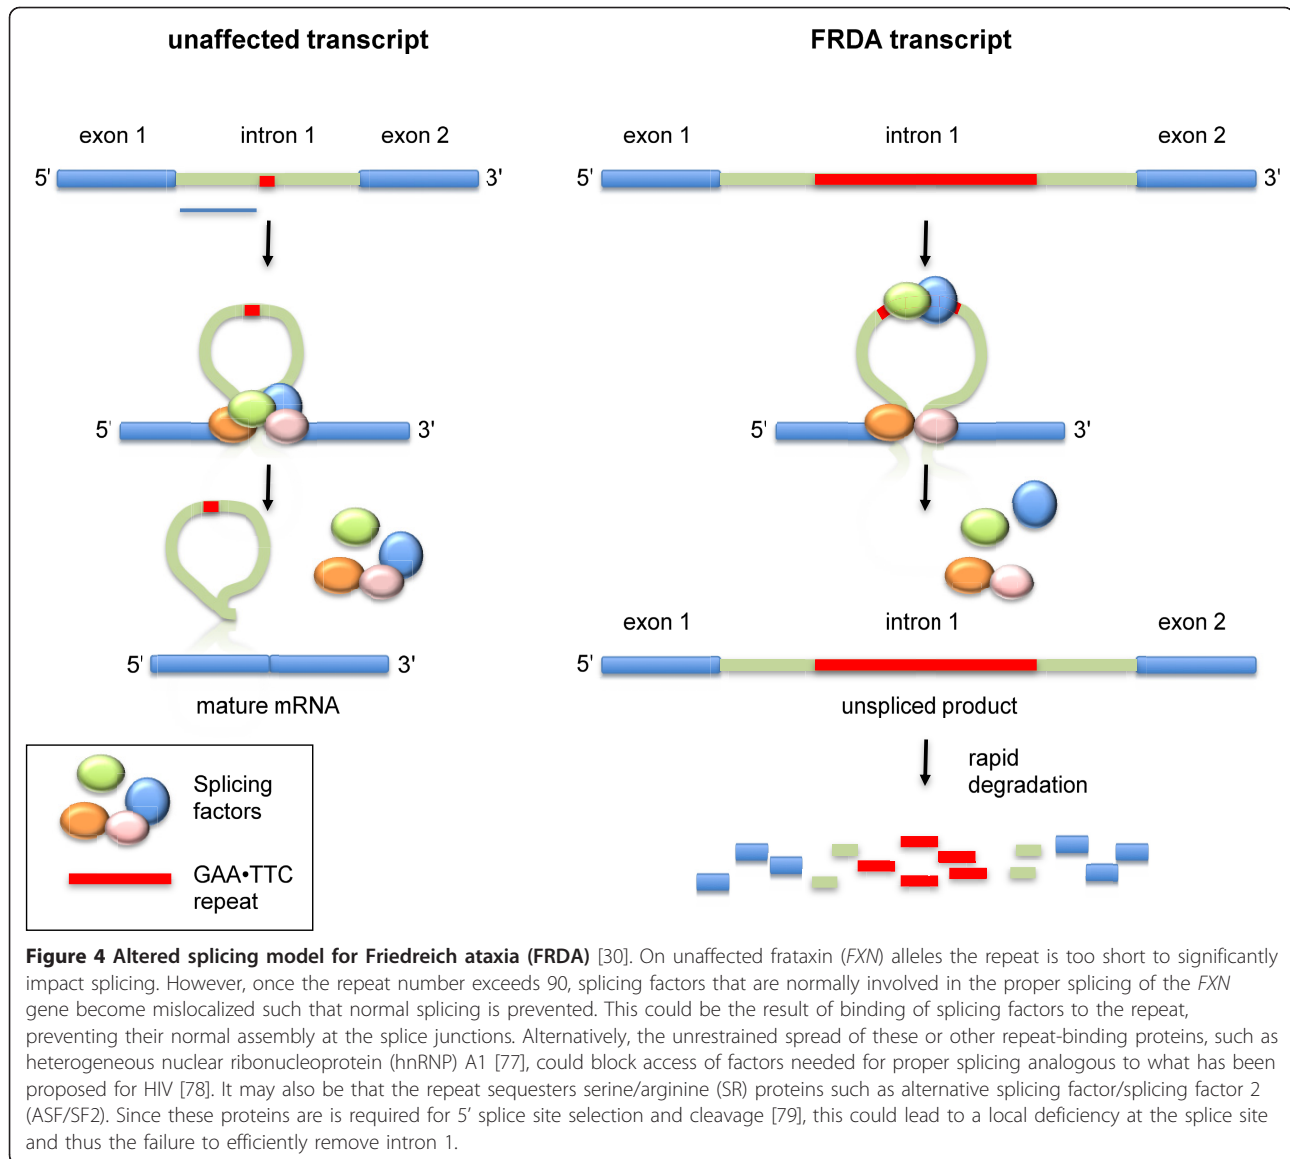 unaffected transcript
FRDA transcript
exon 1 intron 1 exon 2
5' 3'
exon 1 intron 1 exon 2
5' 3'
5' 3'
5' 3'
5' 3'
mature mRNA
exon 1 intron 1 exon 2
5'
unspliced product
rapid
degradation
Splicing
factors
GAA•TTC
repeat
Figure 4 Altered splicing model for Friedreich ataxia (FRDA) [30]. On unaffected frataxin (FXN) alleles the repeat is too short to significantly
impact splicing. However, once the repeat number exceeds 90, splicing factors that are normally involved in the proper splicing of the FXN
gene become mislocalized such that normal splicing is prevented. This could be the result of binding of splicing factors to the repeat,
preventing their normal assembly at the splice junctions. Alternatively, the unrestrained spread of these or other repeat-binding proteins, such as
heterogeneous nuclear ribonucleoprotein (hnRNP) A1 [77], could block access of factors needed for proper splicing analogous to what has been
proposed for HIV [78]. It may also be that the repeat sequesters serine/arginine (SR) proteins such as alternative splicing factor/splicing factor 2
(ASF/SF2). Since these proteins are is required for 5’ splice site selection and cleavage [79], this could lead to a local deficiency at the splice site
and thus the failure to efficiently remove intron 1.